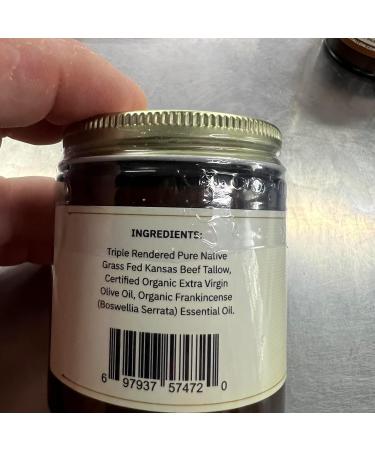 INGREDIENTS:
Triple Rendered Pure Native
Grass Fed Kansas Beef Tallow,
Certified Organic Extra Virgin
Olive Oil, Organic Frankincense
(Boswellia Serrata) Essential Oil.
6 97937 57472 0